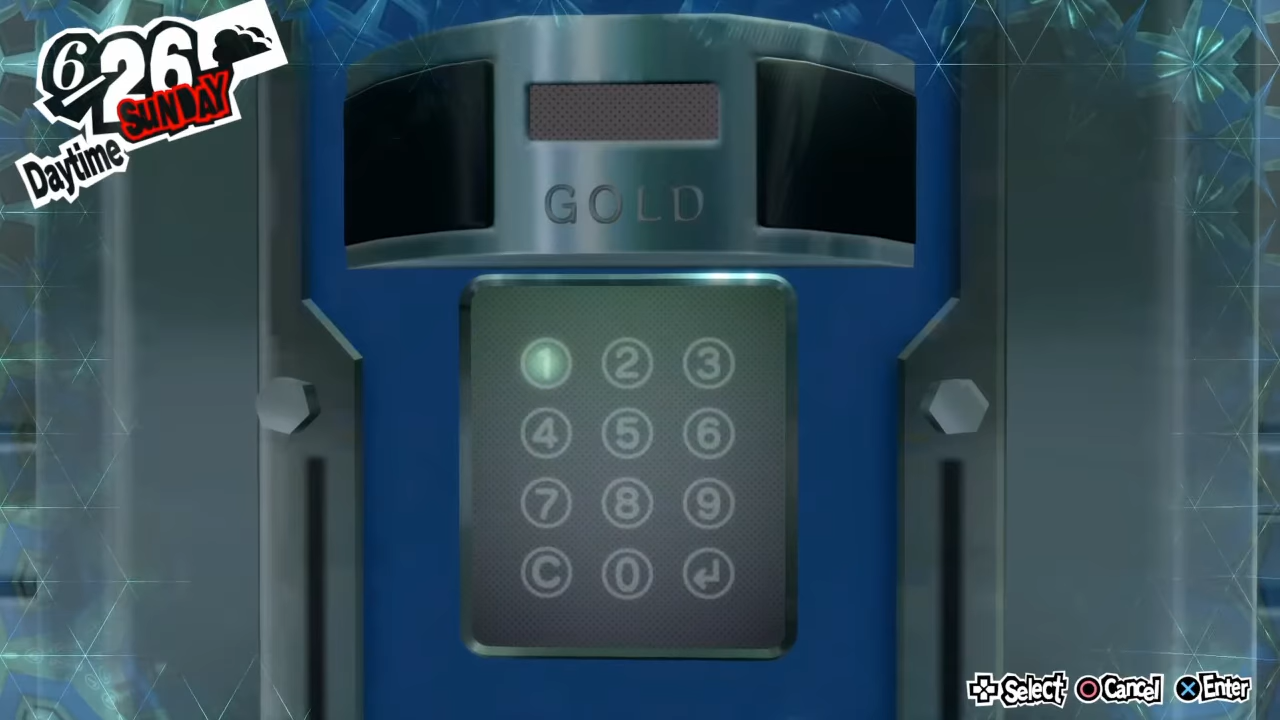 6/26
SUNDAY
Daytime
GOLD
1 2 3
4 5 6
7 8 9
C 0 ↵
Select Cancel Enter